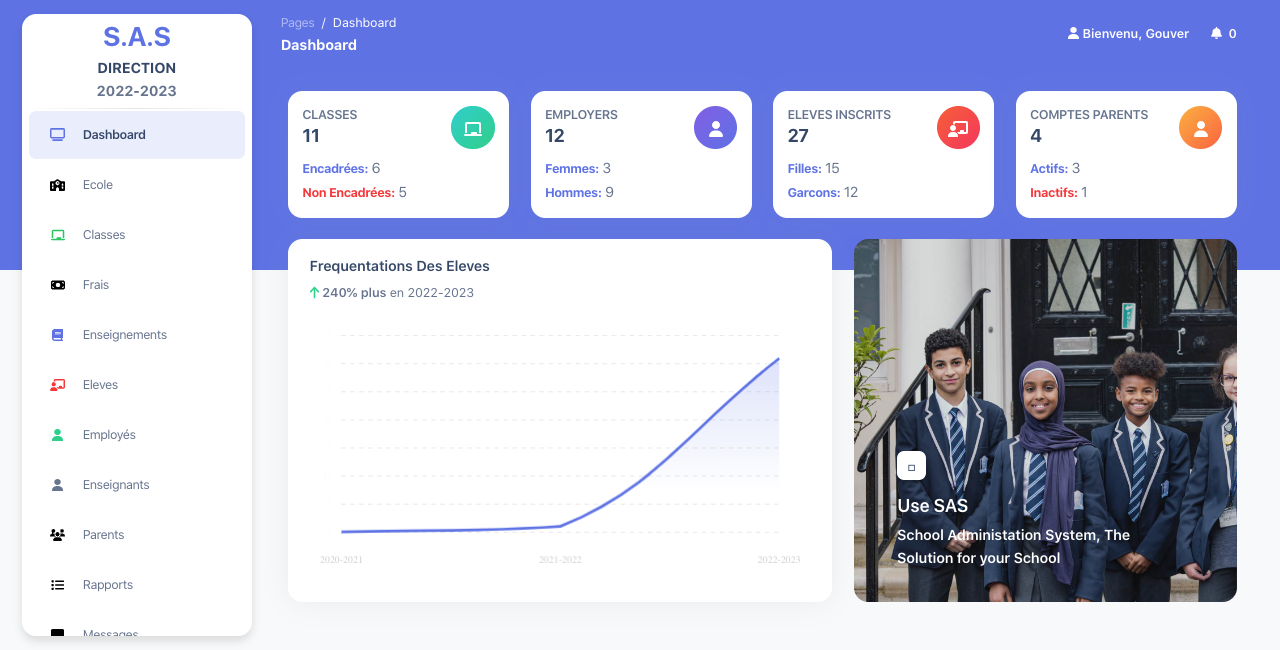 S.A.S
DIRECTION
2022-2023
Dashboard
Ecole
Classes
Frais
Enseignements
Eleves
Employés
Enseignants
Parents
Rapports
Messages
Pages / Dashboard
Dashboard
Bienvenu, Gouver
0
CLASSES
11
Encadrées: 6
Non Encadrées: 5
EMPLOYERS
12
Femmes: 3
Hommes: 9
ELEVES INSCRITS
27
Filles: 15
Garcons: 12
COMPTES PARENTS
4
Actifs: 3
Inactifs: 1
Frequentations Des Eleves
240% plus en 2022-2023
2020-2021
2021-2022
2022-2023
Use SAS
School Administation System, The
Solution for your School